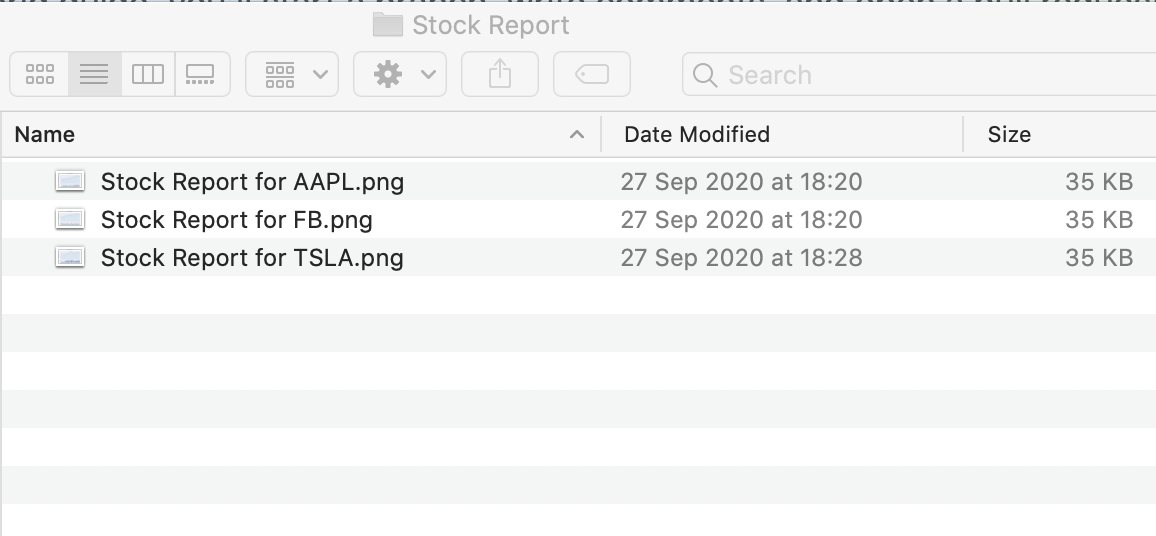 Stock Report
Search
Name Date Modified Size
Stock Report for AAPL.png 27 Sep 2020 at 18:20 35 KB
Stock Report for FB.png 27 Sep 2020 at 18:20 35 KB
Stock Report for TSLA.png 27 Sep 2020 at 18:28 35 KB